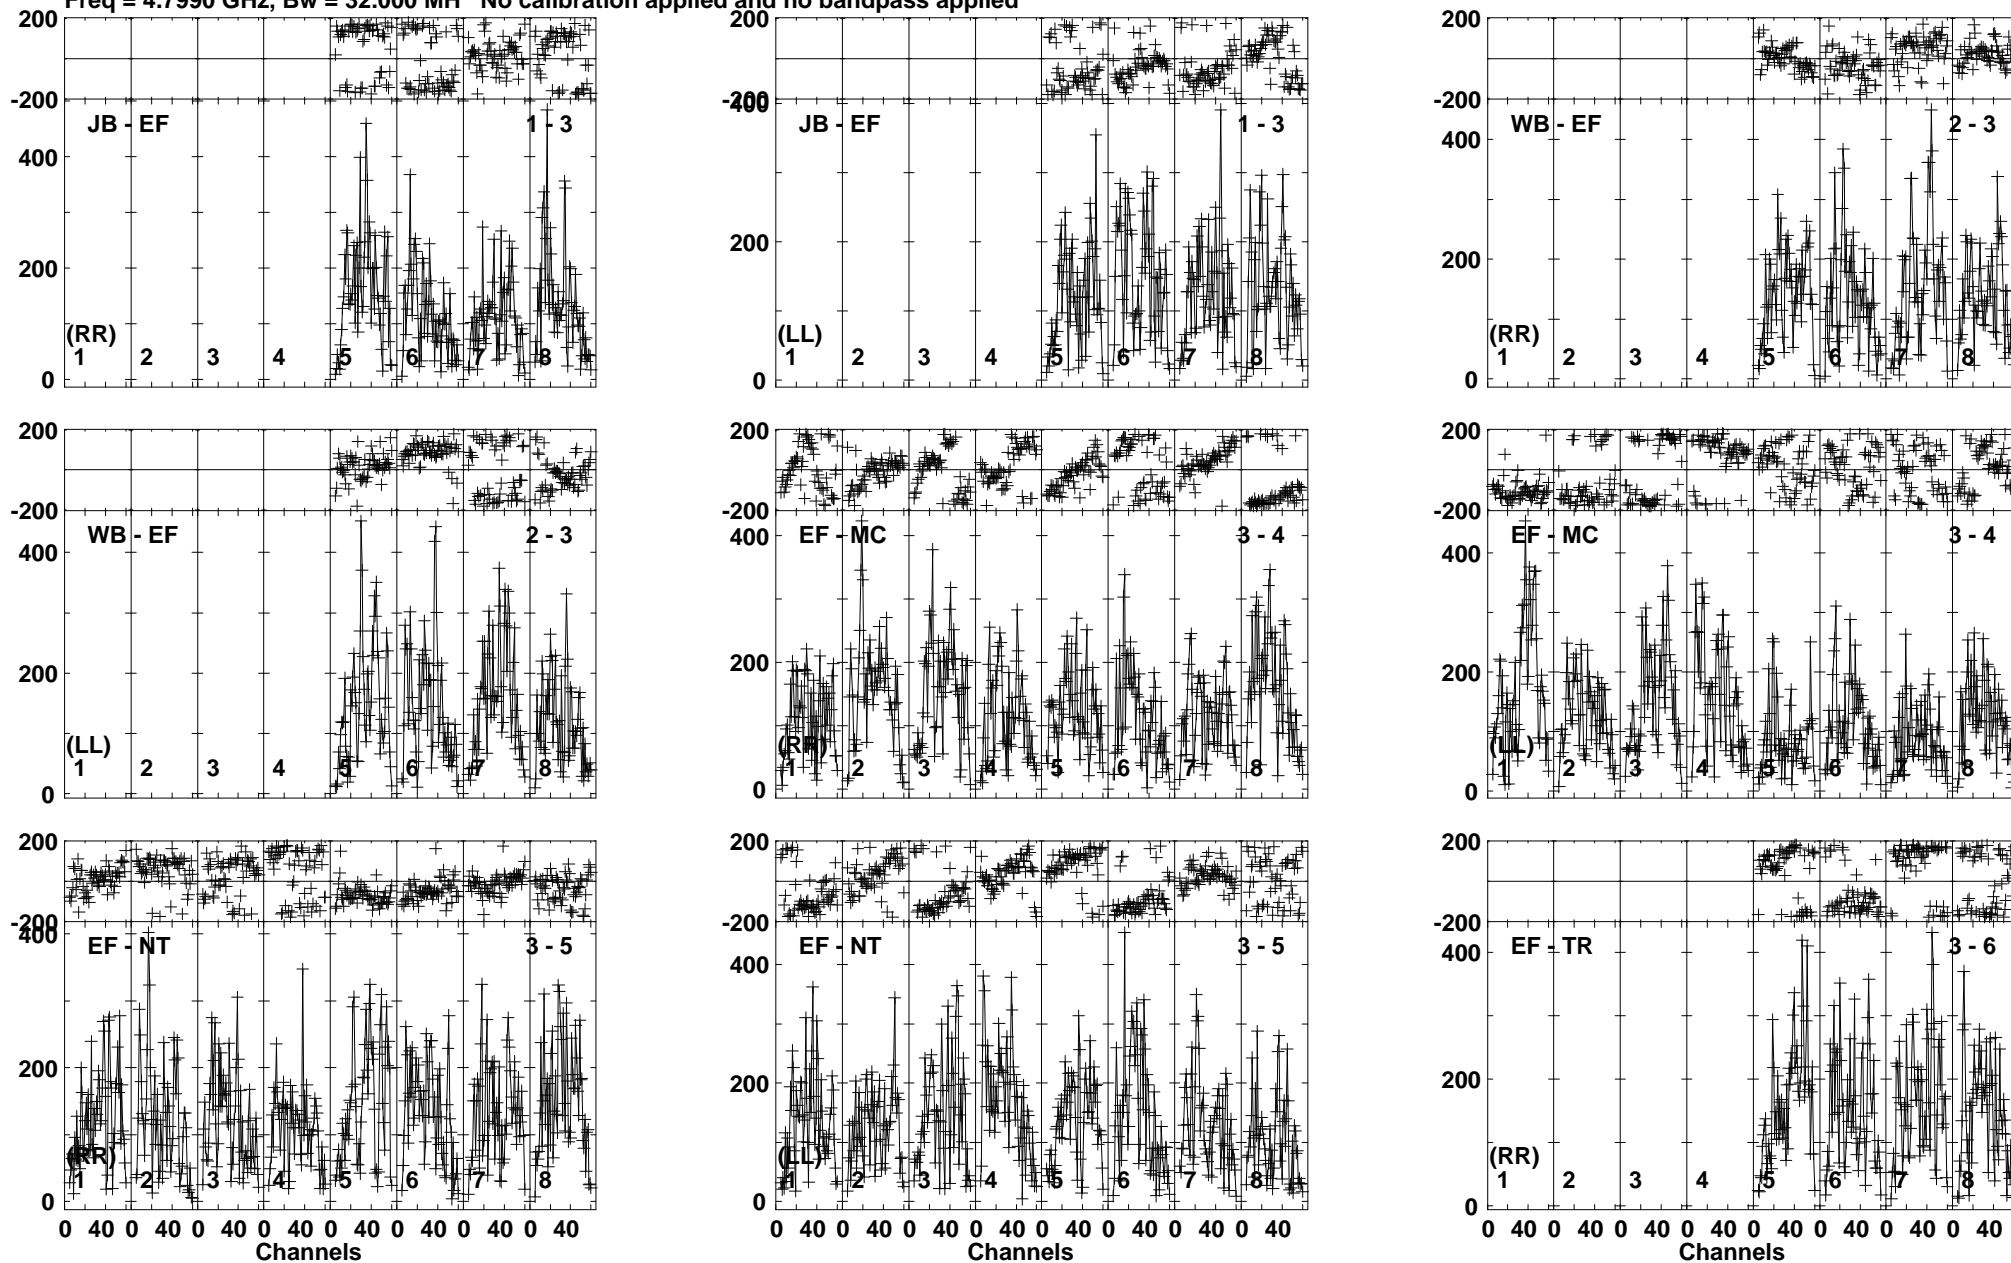 Freq = 4.7990 GHz, Bw = 32.000 MH No calibration applied and no bandpass applied
200 200 200
-200 -200 -200
JB - EF 1 - 3 400 JB - EF 1 - 3 WB - EF 2 - 3
400 400
200 200 200
(RR) (LL) (RR)
1 2 3 4 5 6 7 8 1 2 3 4 5 6 7 8 1 2 3 4 5 6 7 8
0 0 0
200 200 200
-200 -200 -200
WB - EF 2 - 3 EF - MC 3 - 4 EF - MC 3 - 4
400 400 400
200 200 200
(LL) (RR) (LL)
1 2 3 4 5 6 7 8 1 2 3 4 5 6 7 8 1 2 3 4 5 6 7 8
0 0 0
200 200 200
-200 -200 -200
400 EF - NT 3 - 5 EF - NT 3 - 5 EF - TR 3 - 6
400 400
200 200 200
(RR) (LL) (RR)
1 2 3 4 5 6 7 8 1 2 3 4 5 6 7 8 1 2 3 4 5 6 7 8
0 0 0
0 40 0 40 0 40 0 40 0 40 0 40 0 40 0 40 0 40 0 40 0 40 0 40 0 40 0 40 0 40 0 40 0 40 0 40 0 40 0 40 0 40 0 40 0 40 0 40
Channels Channels Channels